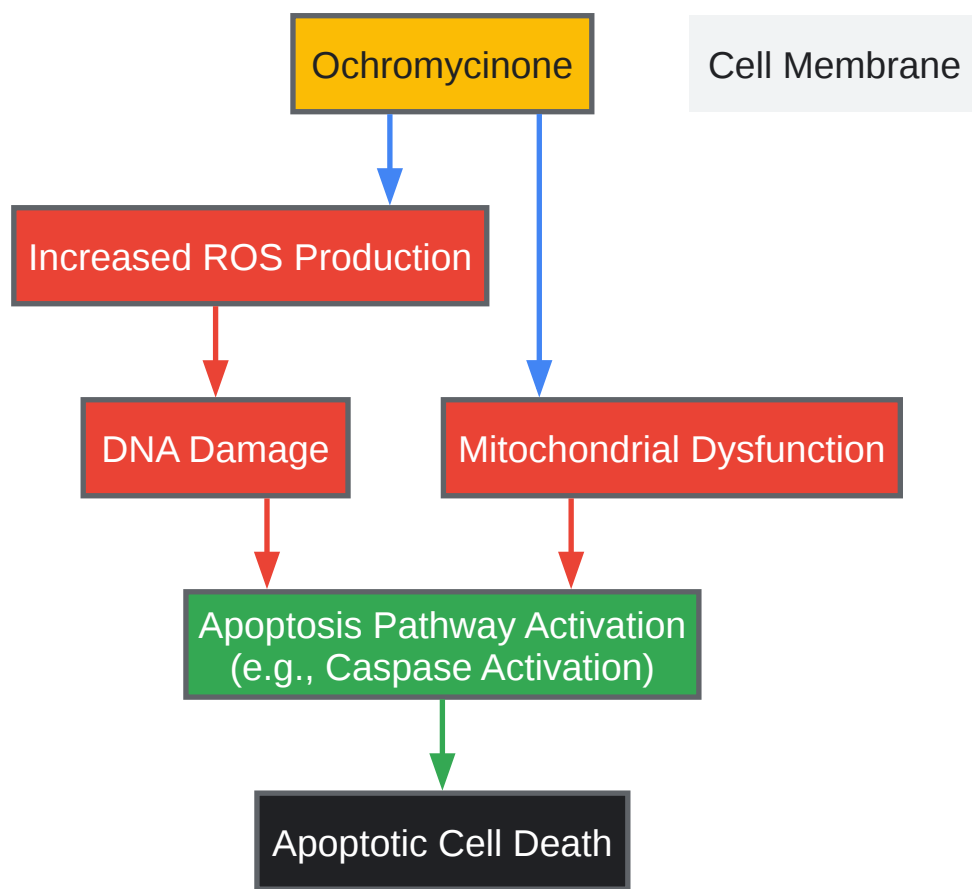 Ochromycinone
Cell Membrane
Increased ROS Production
DNA Damage
Mitochondrial Dysfunction
Apoptosis Pathway Activation
(e.g., Caspase Activation)
Apoptotic Cell Death